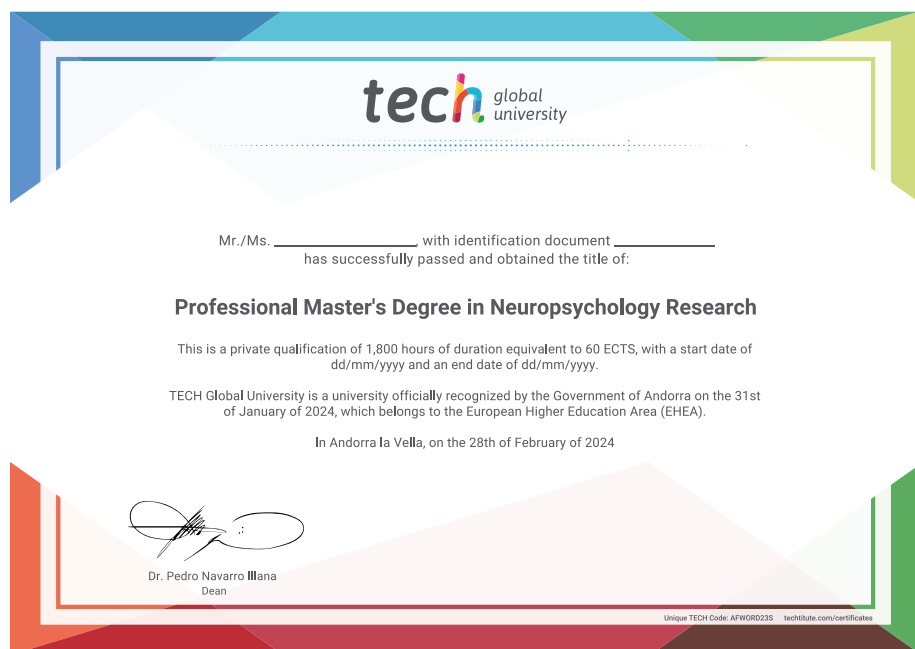 tech global
university
Mr./Ms. ____________, with identification document ____________
has successfully passed and obtained the title of:
Professional Master's Degree in Neuropsychology Research
This is a private qualification of 1,800 hours of duration equivalent to 60 ECTS, with a start date of
dd/mm/yyyy and an end date of dd/mm/yyyy.
TECH Global University is a university officially recognized by the Government of Andorra on the 31st
of January of 2024, which belongs to the European Higher Education Area (EHEA).
In Andorra la Vella, on the 28th of February of 2024
Dr. Pedro Navarro Illana
Dean
Unique TECH Code: AFWORD23S techtitute.com/certificates